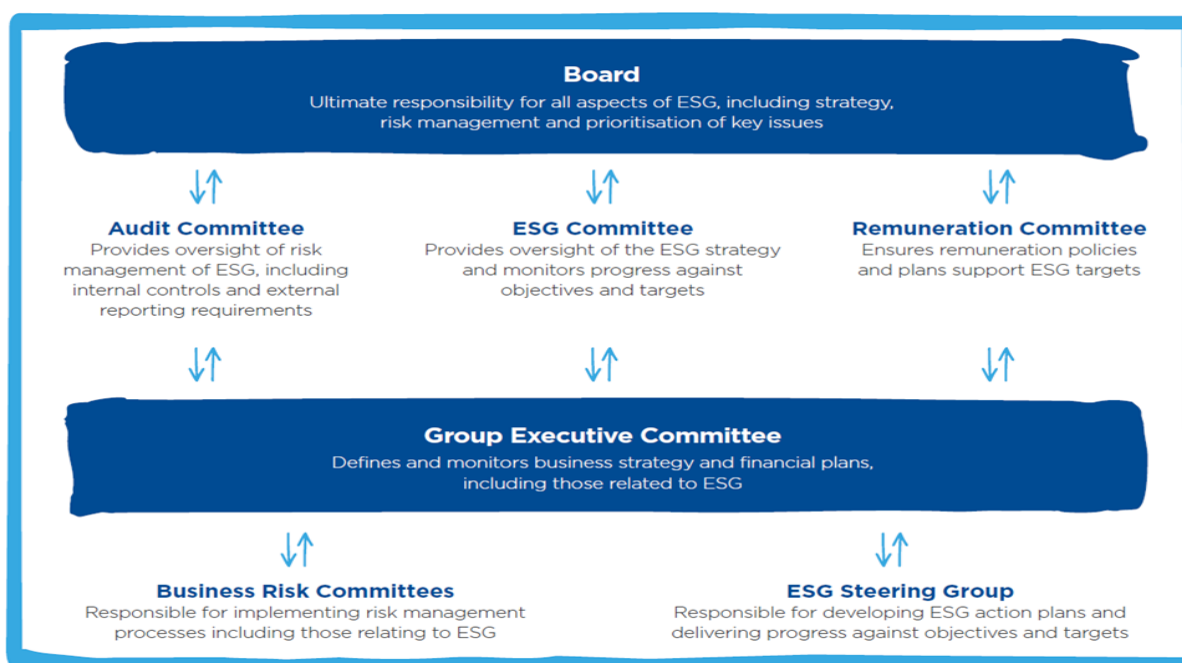 Board
Ultimate responsibility for all aspects of ESG, including strategy,
risk management and prioritisation of key issues
Audit Committee
Provides oversight of risk
management of ESG, including
internal controls and external
reporting requirements
ESG Committee
Provides oversight of the ESG strategy
and monitors progress against
objectives and targets
Remuneration Committee
Ensures remuneration policies
and plans support ESG targets
Group Executive Committee
Defines and monitors business strategy and financial plans,
including those related to ESG
Business Risk Committees
Responsible for implementing risk management
processes including those relating to ESG
ESG Steering Group
Responsible for developing ESG action plans and
delivering progress against objectives and targets